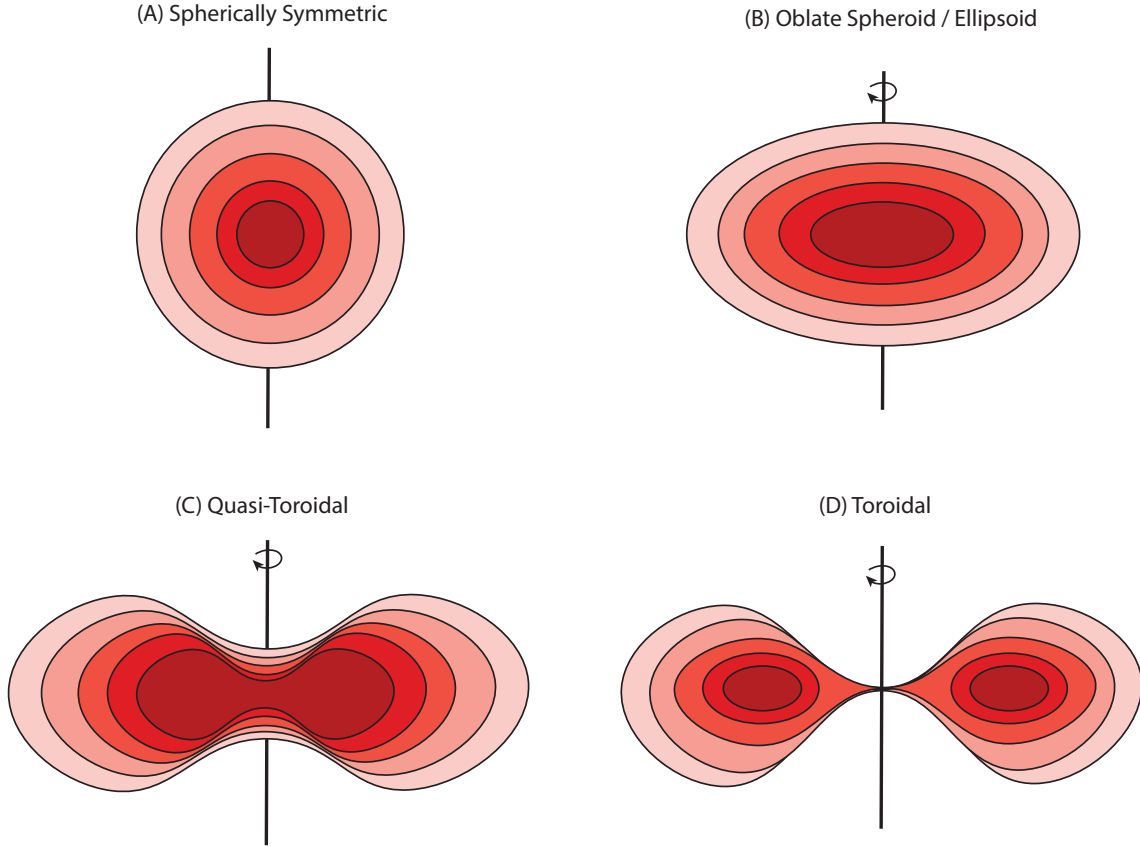 (A) Spherically Symmetric
(B) Oblate Spheroid / Ellipsoid
(C) Quasi-Toroidal
(D) Toroidal